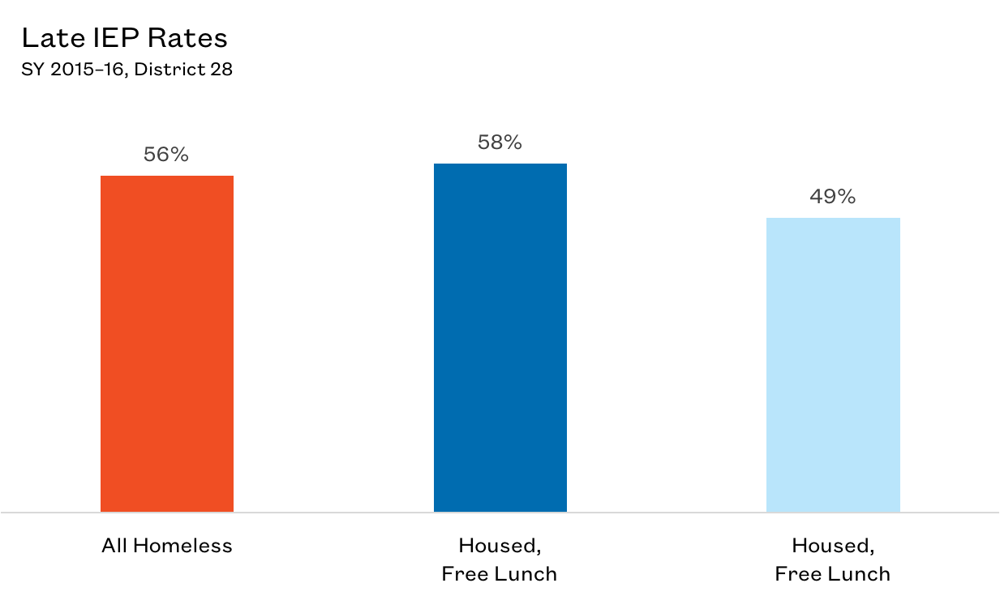 Late IEP Rates
SY 2015–16, District 28
56%
58%
49%
All Homeless
Housed,
Free Lunch
Housed,
Free Lunch